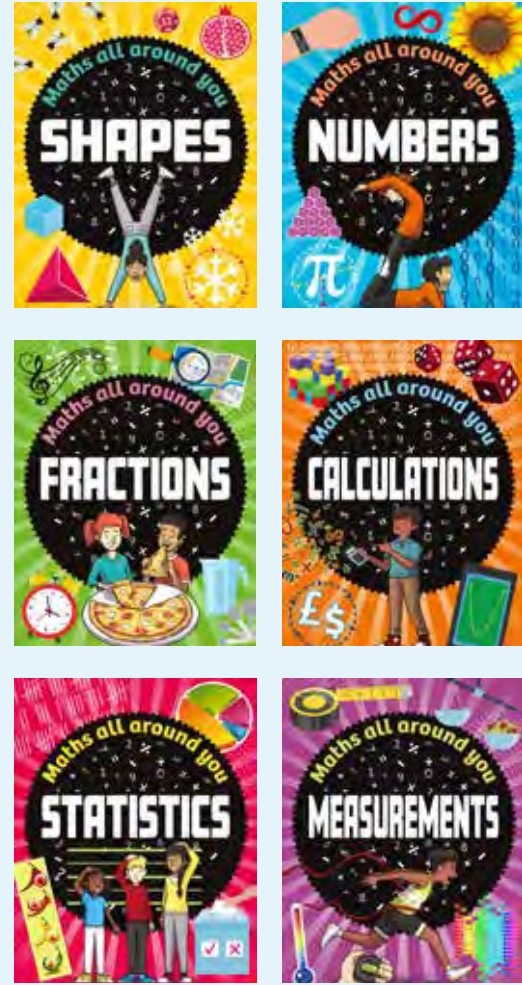 Maths all around you
SHAPES
Maths all around you
NUMBERS
π
Maths all around you
FRACTIONS
Maths all around you
CALCULATIONS
£$
Maths all around you
STATISTICS
Maths all around you
MEASUREMENTS